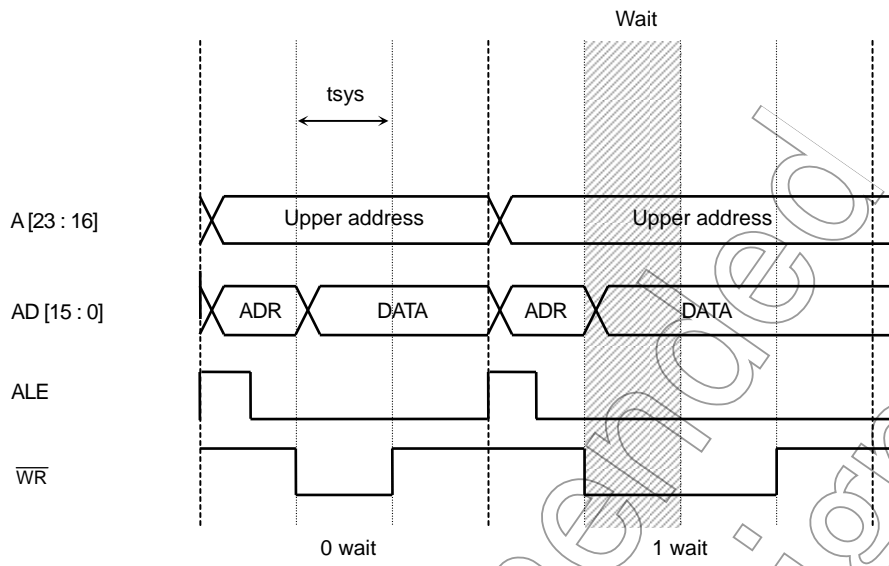 Wait
tsys
A [23 : 16]
Upper address
Upper address
AD [15 : 0]
ADR
DATA
ADR
DATA
ALE
WR
0 wait
1 wait